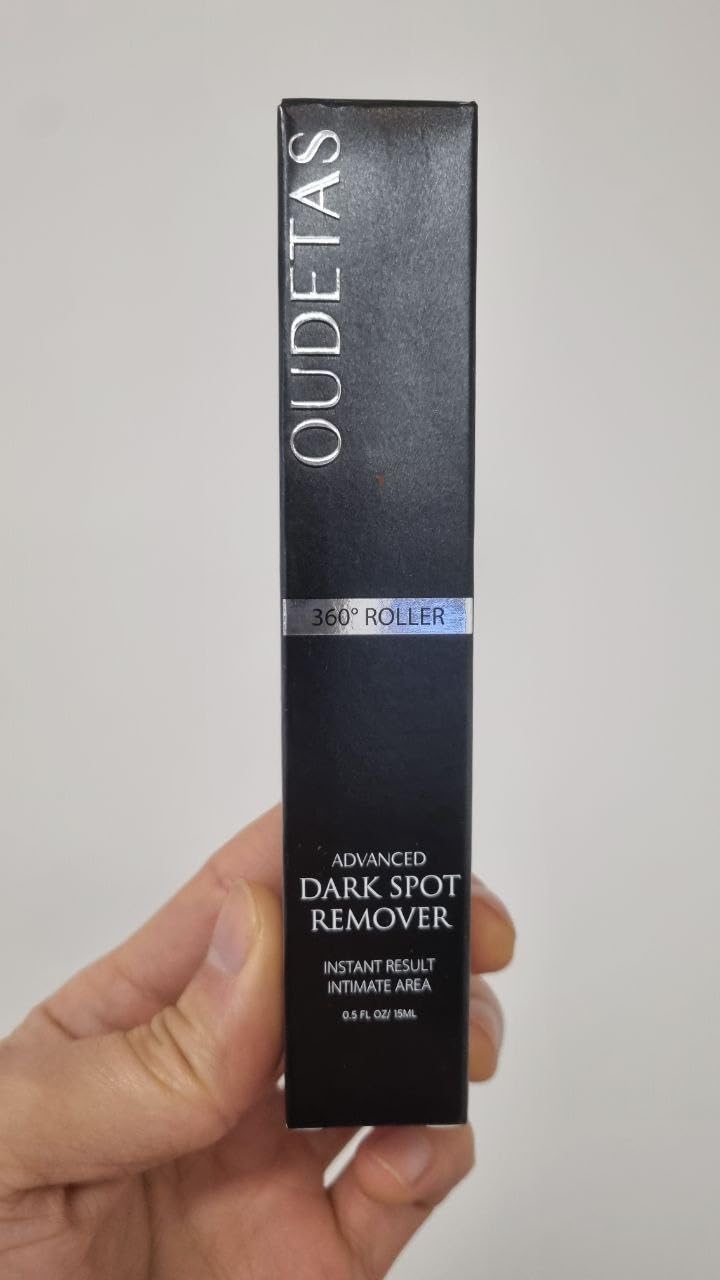 OUDETAS
360° ROLLER
ADVANCED
DARK SPOT
REMOVER
INSTANT RESULT
INTIMATE AREA
0.5 FL OZ/ 15ML